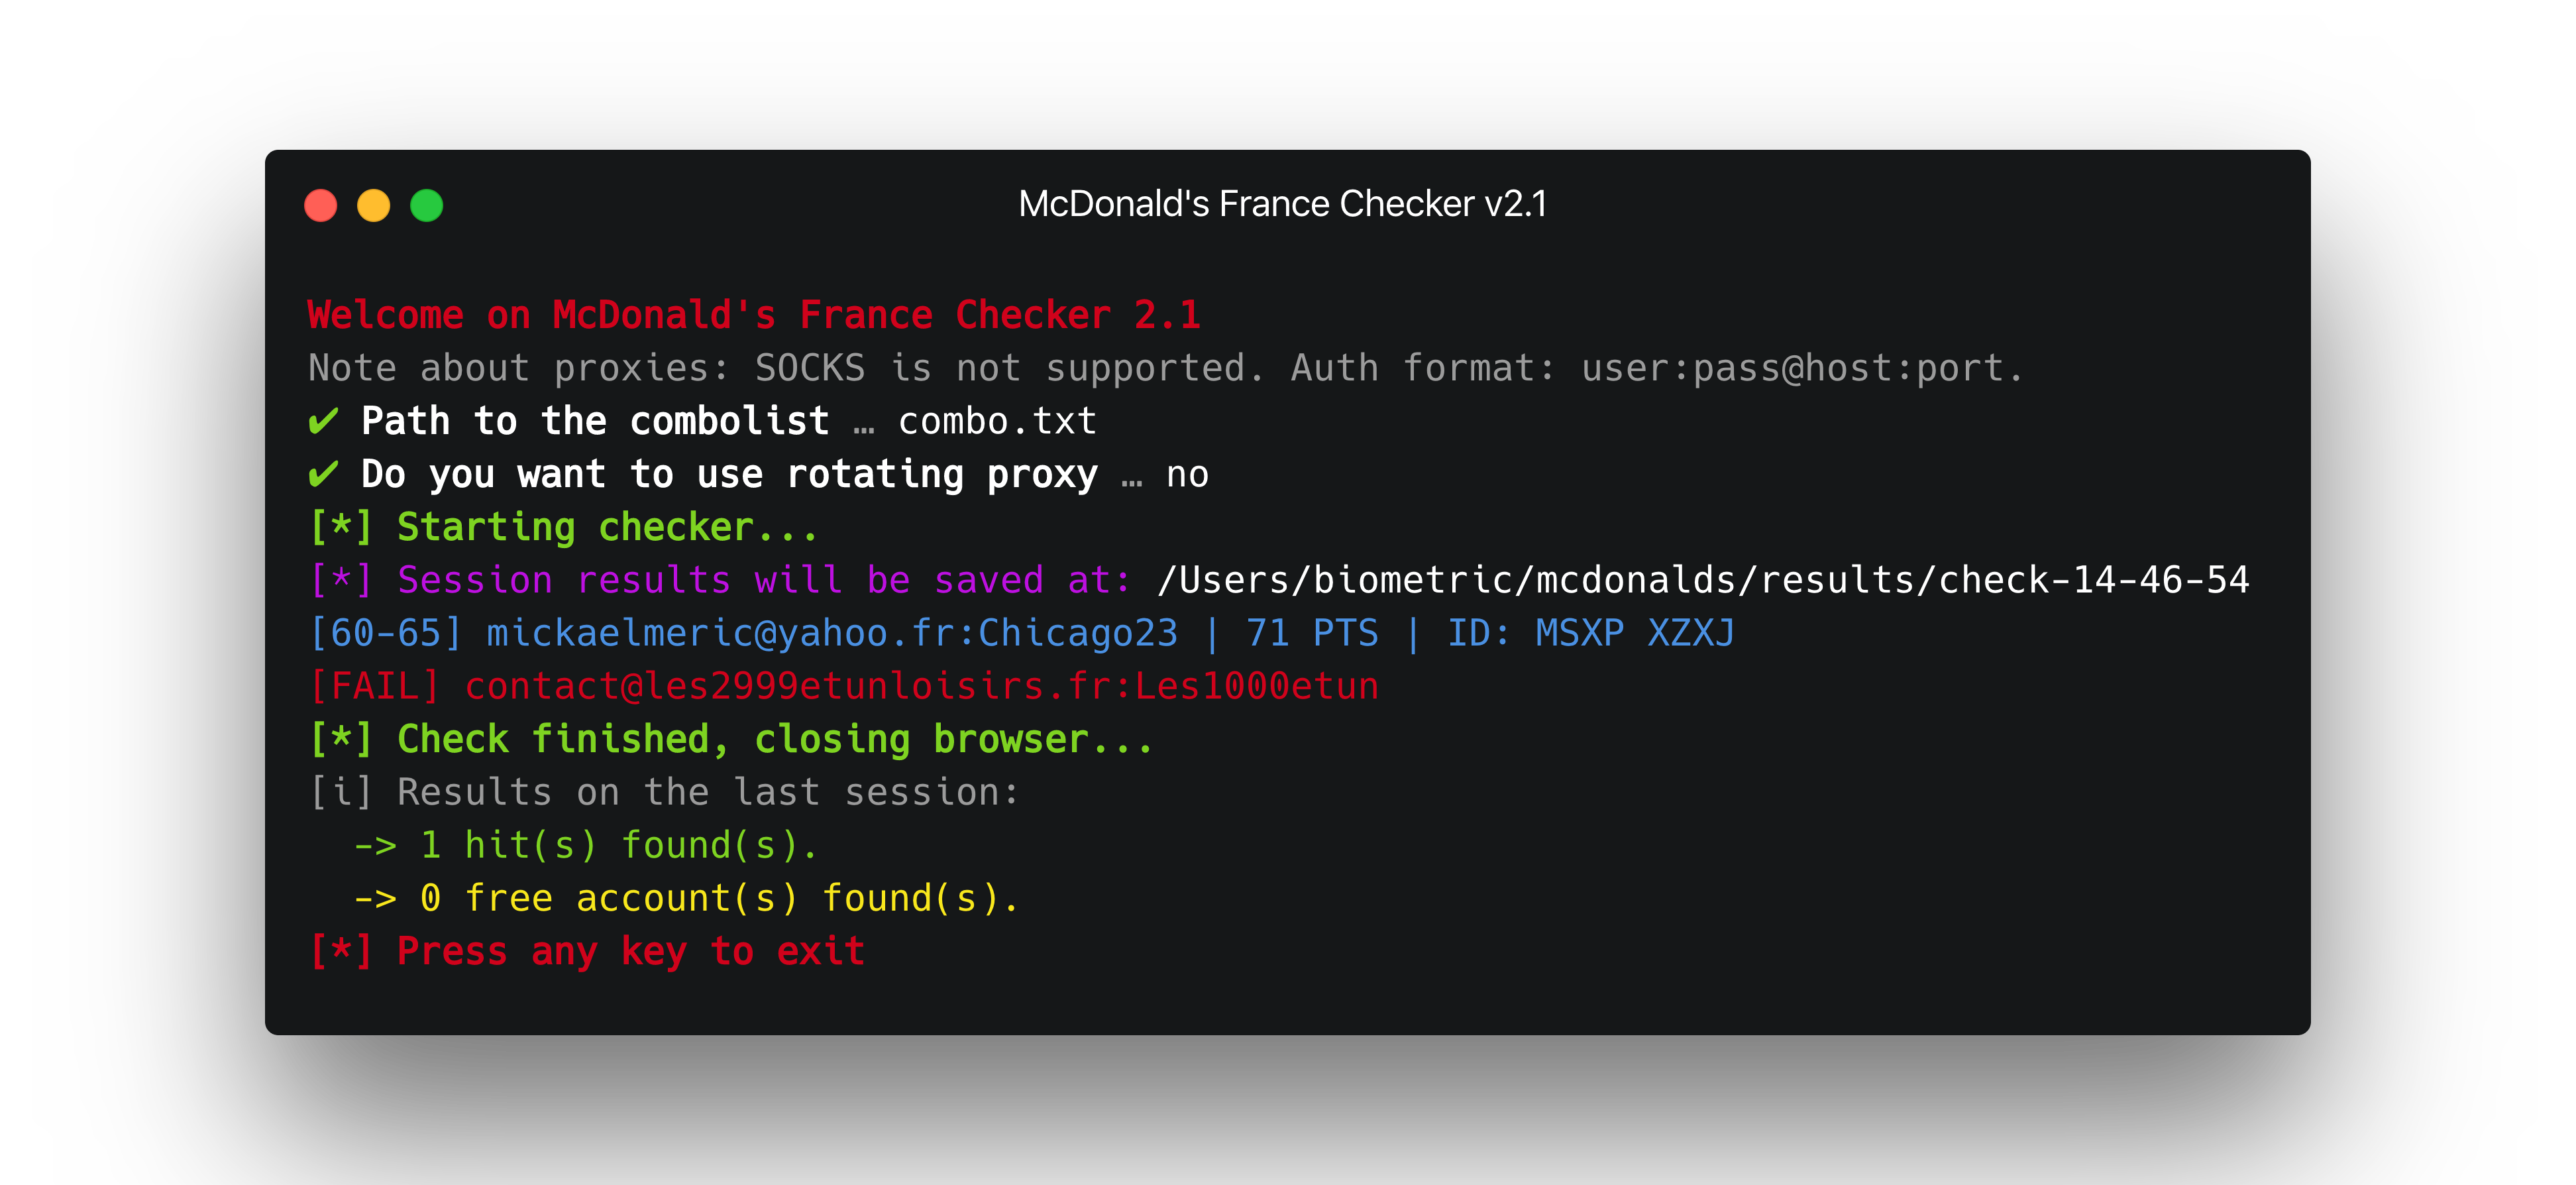 McDonald's France Checker v2.1
Welcome on McDonald's France Checker 2.1
Note about proxies: SOCKS is not supported. Auth format: user:pass@host:port.
✔ Path to the combolist … combo.txt
✔ Do you want to use rotating proxy … no
[*] Starting checker...
[*] Session results will be saved at: /Users/biometric/mcdonalds/results/check-14-46-54
[60-65] mickaelmeric@yahoo.fr:Chicago23 | 71 PTS | ID: MSXP XZXJ
[FAIL] contact@les2999etunloisirs.fr:Les1000etun
[*] Check finished, closing browser...
[i] Results on the last session:
-> 1 hit(s) found(s).
-> 0 free account(s) found(s).
[*] Press any key to exit